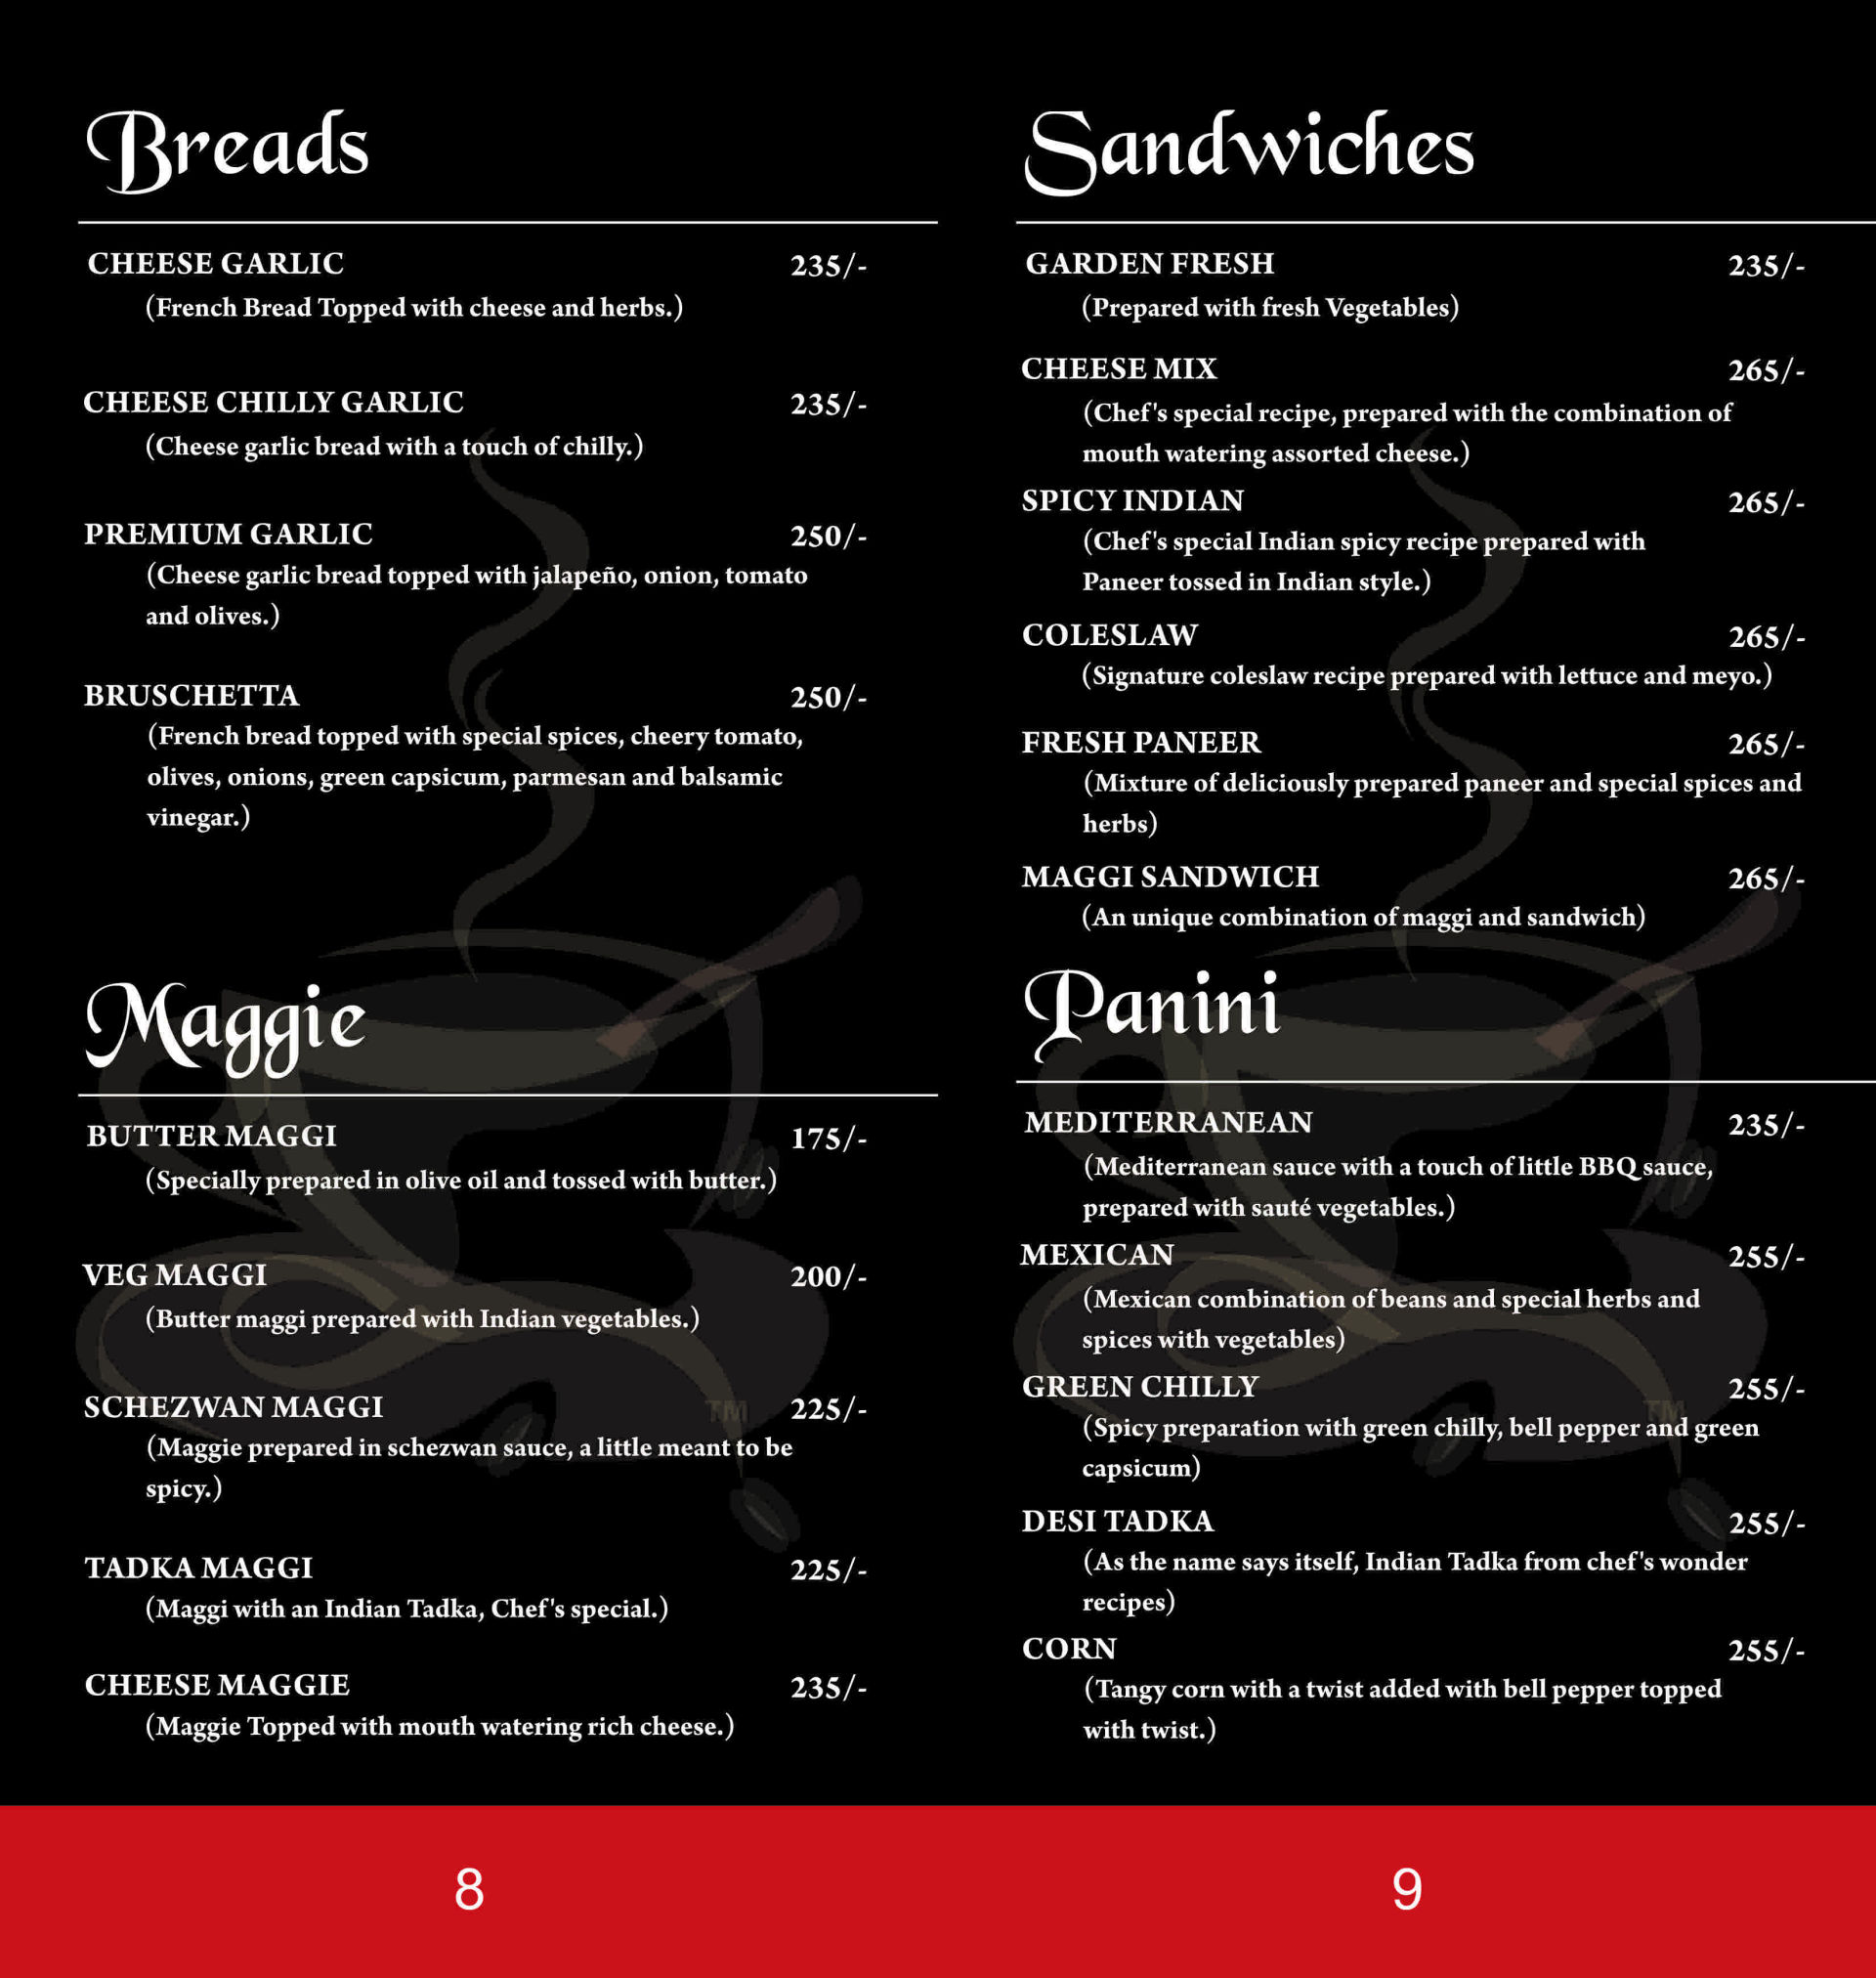 Breads
CHEESE GARLIC 235/-
(French Bread Topped with cheese and herbs.)
CHEESE CHILLY GARLIC 235/-
(Cheese garlic bread with a touch of chilly.)
PREMIUM GARLIC 250/-
(Cheese garlic bread topped with jalapeño, onion, tomato
and olives.)
BRUSCHETTA 250/-
(French bread topped with special spices, cheery tomato,
olives, onions, green capsicum, parmesan and balsamic
vinegar.)
Maggie
BUTTER MAGGI 175/-
(Specially prepared in olive oil and tossed with butter.)
VEG MAGGI 200/-
(Butter maggi prepared with Indian vegetables.)
SCHEZWAN MAGGI 225/-
TM
(Maggie prepared in schezwan sauce, a little meant to be
spicy.)
TADKA MAGGI 225/-
(Maggi with an Indian Tadka, Chef's special.)
CHEESE MAGGIE 235/-
(Maggie Topped with mouth watering rich cheese.)
8
Sandwiches
GARDEN FRESH 235/-
(Prepared with fresh Vegetables)
CHEESE MIX 265/-
(Chef's special recipe, prepared with the combination of
mouth watering assorted cheese.)
SPICY INDIAN 265/-
(Chef's special Indian spicy recipe prepared with
Paneer tossed in Indian style.)
COLESLAW 265/-
(Signature coleslaw recipe prepared with lettuce and meyo.)
FRESH PANEER 265/-
(Mixture of deliciously prepared paneer and special spices and
herbs)
MAGGI SANDWICH 265/-
(An unique combination of maggi and sandwich)
Panini
MEDITERRANEAN 235/-
(Mediterranean sauce with a touch of little BBQ sauce,
prepared with sauté vegetables.)
MEXICAN 255/-
(Mexican combination of beans and special herbs and
spices with vegetables)
GREEN CHILLY 255/-
TM
(Spicy preparation with green chilly, bell pepper and green
capsicum)
DESI TADKA 255/-
(As the name says itself, Indian Tadka from chef's wonder
recipes)
CORN 255/-
(Tangy corn with a twist added with bell pepper topped
with twist.)
9